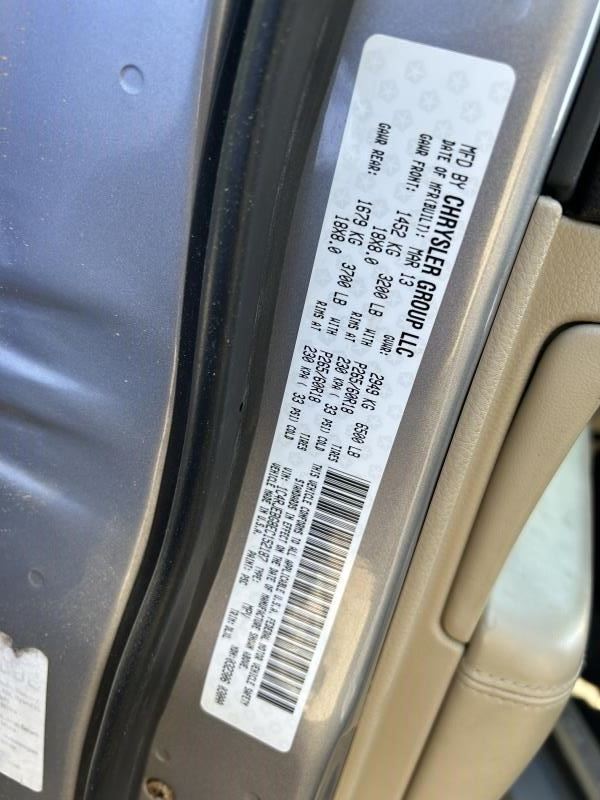 MFD BY CHRYSLER GROUP LLC
DATE OF MFR(BUILT): MAR 13 GVWR: 2949 KG 6500 LB
GAWR FRONT: 1452 KG 3200 LB WITH P265/60R18 TIRES
18X8.0 RIMS AT 230 KPA ( 33 PSI) COLD
GAWR REAR: 1679 KG 3700 LB WITH P265/60R18 TIRES
18X8.0 RIMS AT 230 KPA ( 33 PSI) COLD
THIS VEHICLE CONFORMS TO ALL APPLICABLE U.S.A. FEDERAL MOTOR VEHICLE SAFETY
STANDARDS IN EFFECT ON THE DATE OF MANUFACTURE SHOWN ABOVE.
VIN: TYPE: MPV
VEHICLE MADE IN U.S.A. PAINT: TRIM: